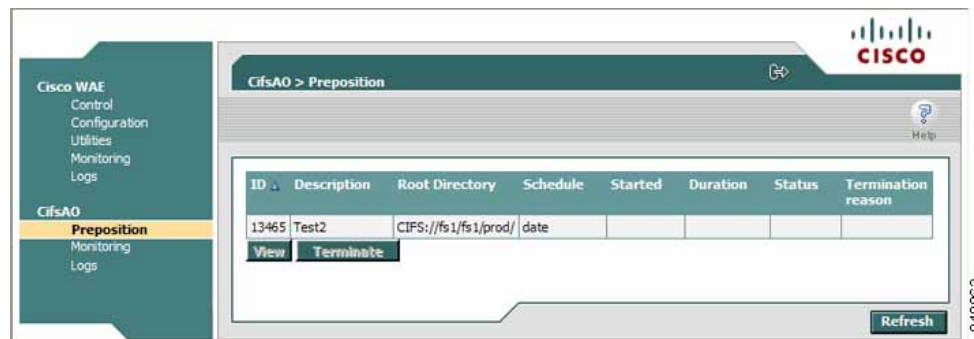 CISCO
Cisco WAE
Control
Configuration
Utilities
Monitoring
Logs
CifsAO
Preposition
Monitoring
Logs
CifsAO > Preposition
Help
ID Description Root Directory Schedule Started Duration Status Termination reason
13465 Test2 CIFS://fs1/fs1/prod/ date
View Terminate
Refresh